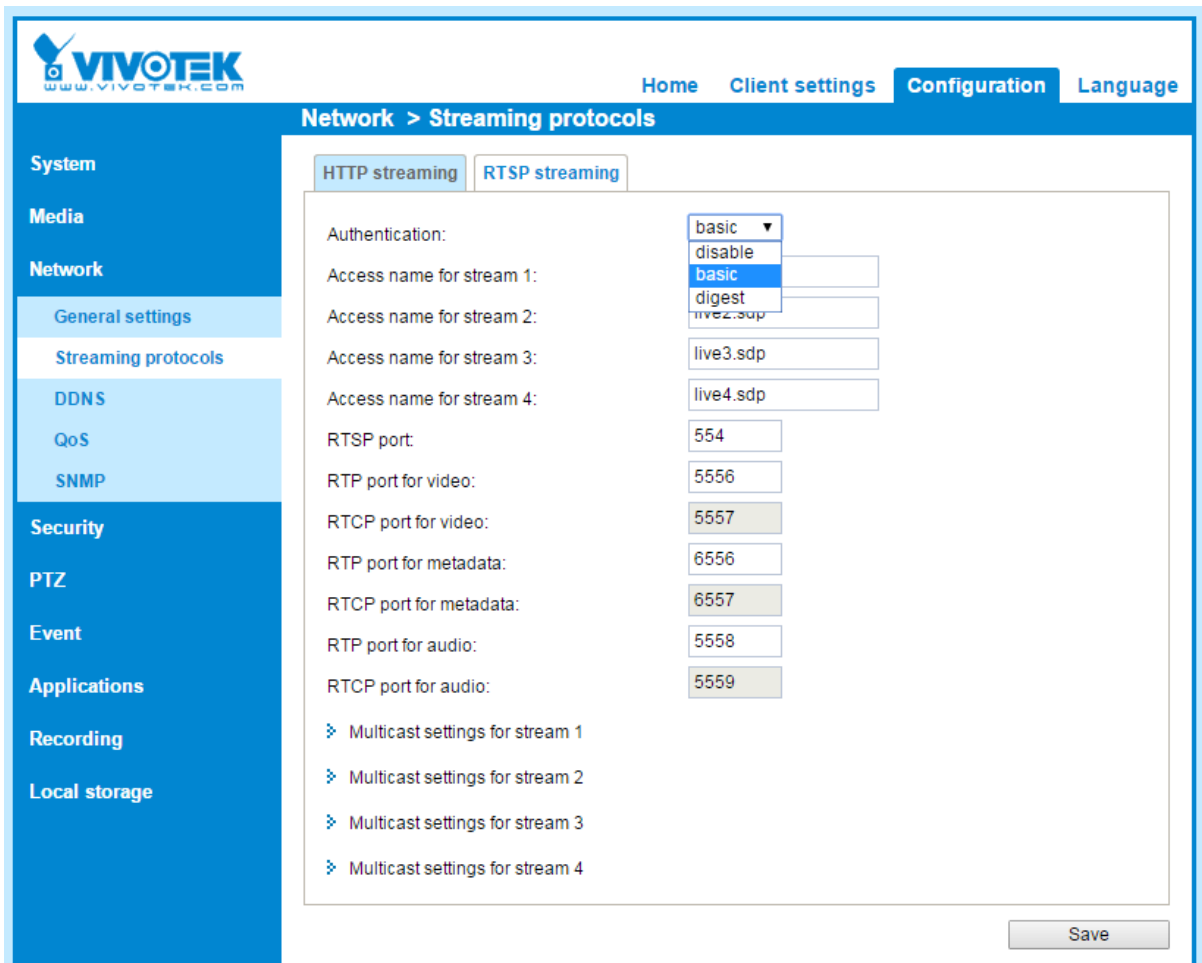 VIVOTEK
www.vivotek.com
Home Client settings Configuration Language
Network > Streaming protocols
System
Media
Network
General settings
Streaming protocols
DDNS
QoS
SNMP
Security
PTZ
Event
Applications
Recording
Local storage
HTTP streaming RTSP streaming
Authentication: basic
disable
basic
digest
Access name for stream 1:
Access name for stream 2: live2.sdp
Access name for stream 3: live3.sdp
Access name for stream 4: live4.sdp
RTSP port: 554
RTP port for video: 5556
RTCP port for video: 5557
RTP port for metadata: 6556
RTCP port for metadata: 6557
RTP port for audio: 5558
RTCP port for audio: 5559
Multicast settings for stream 1
Multicast settings for stream 2
Multicast settings for stream 3
Multicast settings for stream 4
Save